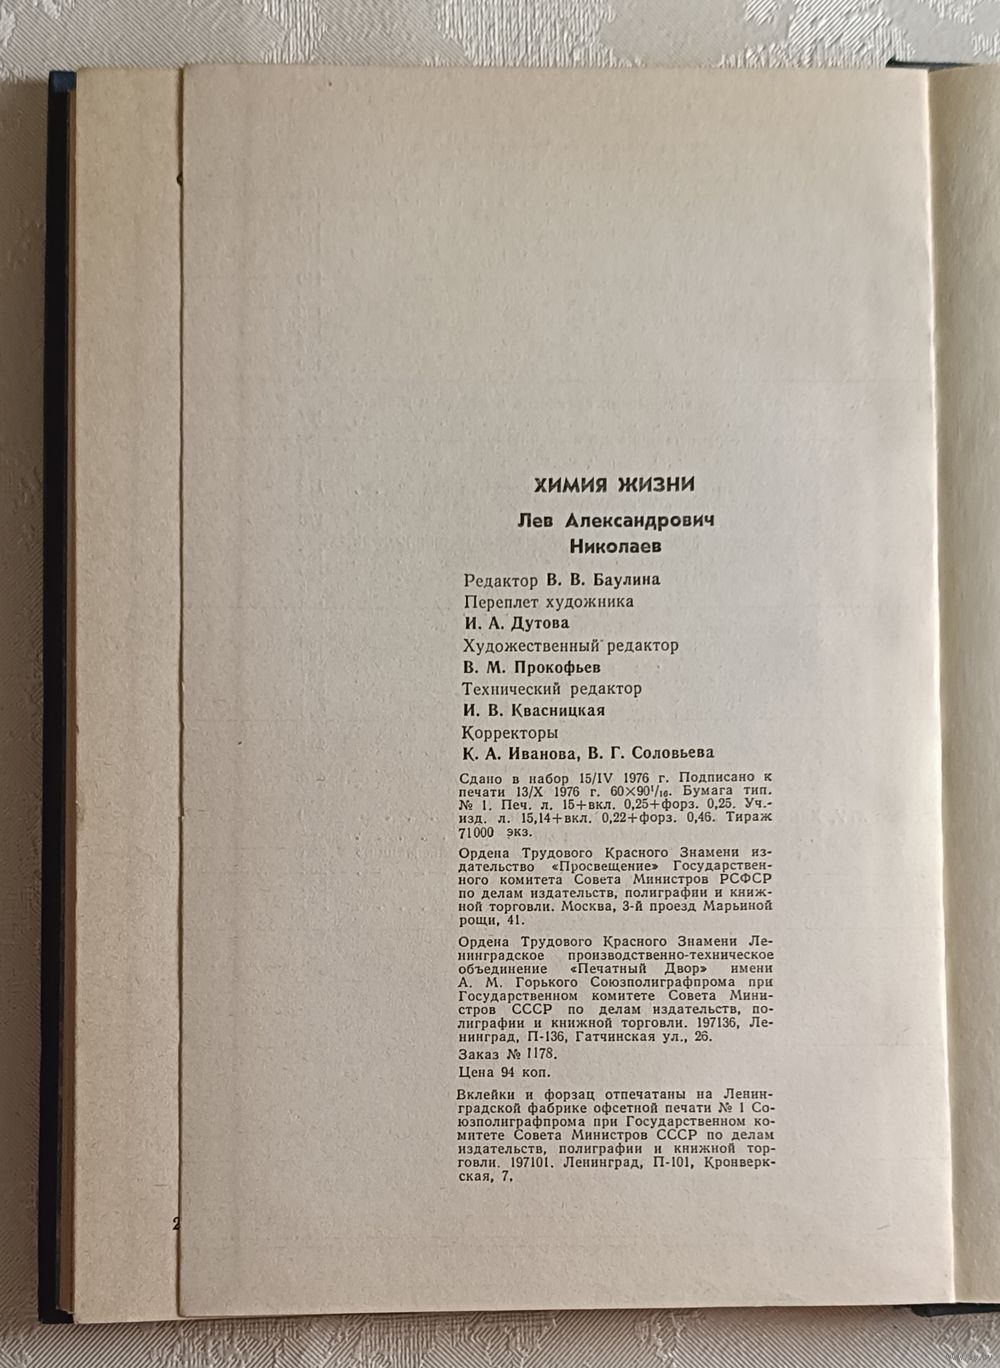 ХИМИЯ ЖИЗНИ
Лев Александрович
Николаев
Редактор В. В. Баулина
Переплет художника
И. А. Дутова
Художественный редактор
В. М. Прокофьев
Технический редактор
И. В. Квасницкая
Корректоры
К. А. Иванова, В. Г. Соловьева
Сдано в набор 15/IV 1976 г. Подписано к
печати 13/X 1976 г. 60×90¹/₁₆. Бумага тип.
№ 1. Печ. л. 15+вкл. 0,25+форз. 0,25. Уч.-
изд. л. 15,14+вкл. 0,22+форз. 0,46. Тираж
71000 экз.
Ордена Трудового Красного Знамени из-
дательство «Просвещение» Государствен-
ного комитета Совета Министров РСФСР
по делам издательств, полиграфии и книж-
ной торговли. Москва, 3-й проезд Марьиной
рощи, 41.
Ордена Трудового Красного Знамени Ле-
нинградское производственно-техническое
объединение «Печатный Двор» имени
А. М. Горького Союзполиграфпрома при
Государственном комитете Совета Мини-
стров СССР по делам издательств, по-
лиграфии и книжной торговли. 197136, Ле-
нинград, П-136, Гатчинская ул., 26.
Заказ № 1178.
Цена 94 коп.
Вклейки и форзац отпечатаны на Ленин-
градской фабрике офсетной печати № 1 Со-
юзполиграфпрома при Государственном ко-
митете Совета Министров СССР по делам
издательств, полиграфии и книжной тор-
говли. 197101. Ленинград, П-101, Кронверк-
ская, 7.
2